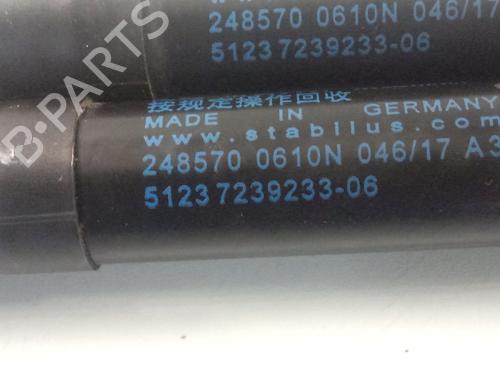 248570 0610N 046/17
51237239233-06
按规定操作回收
MADE IN GERMANY
www.stabilus.com
248570 0610N 046/17 A3
51237239233-06
B-PARTS